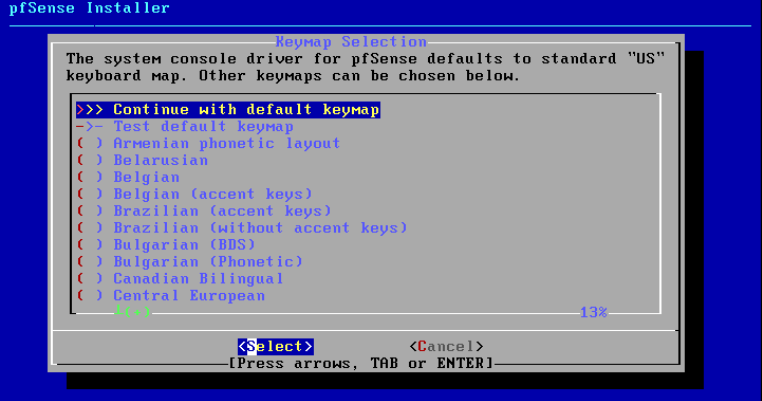 pfSense Installer
Keymap Selection
The system console driver for pfSense defaults to standard "US"
keyboard map. Other keymaps can be chosen below.
>>> Continue with default keymap
->- Test default keymap
( ) Armenian phonetic layout
( ) Belarusian
( ) Belgian
( ) Belgian (accent keys)
( ) Brazilian (accent keys)
( ) Brazilian (without accent keys)
( ) Bulgarian (BDS)
( ) Bulgarian (Phonetic)
( ) Canadian Bilingual
( ) Central European
↓(+) 13%
<Select> <Cancel>
[Press arrows, TAB or ENTER]